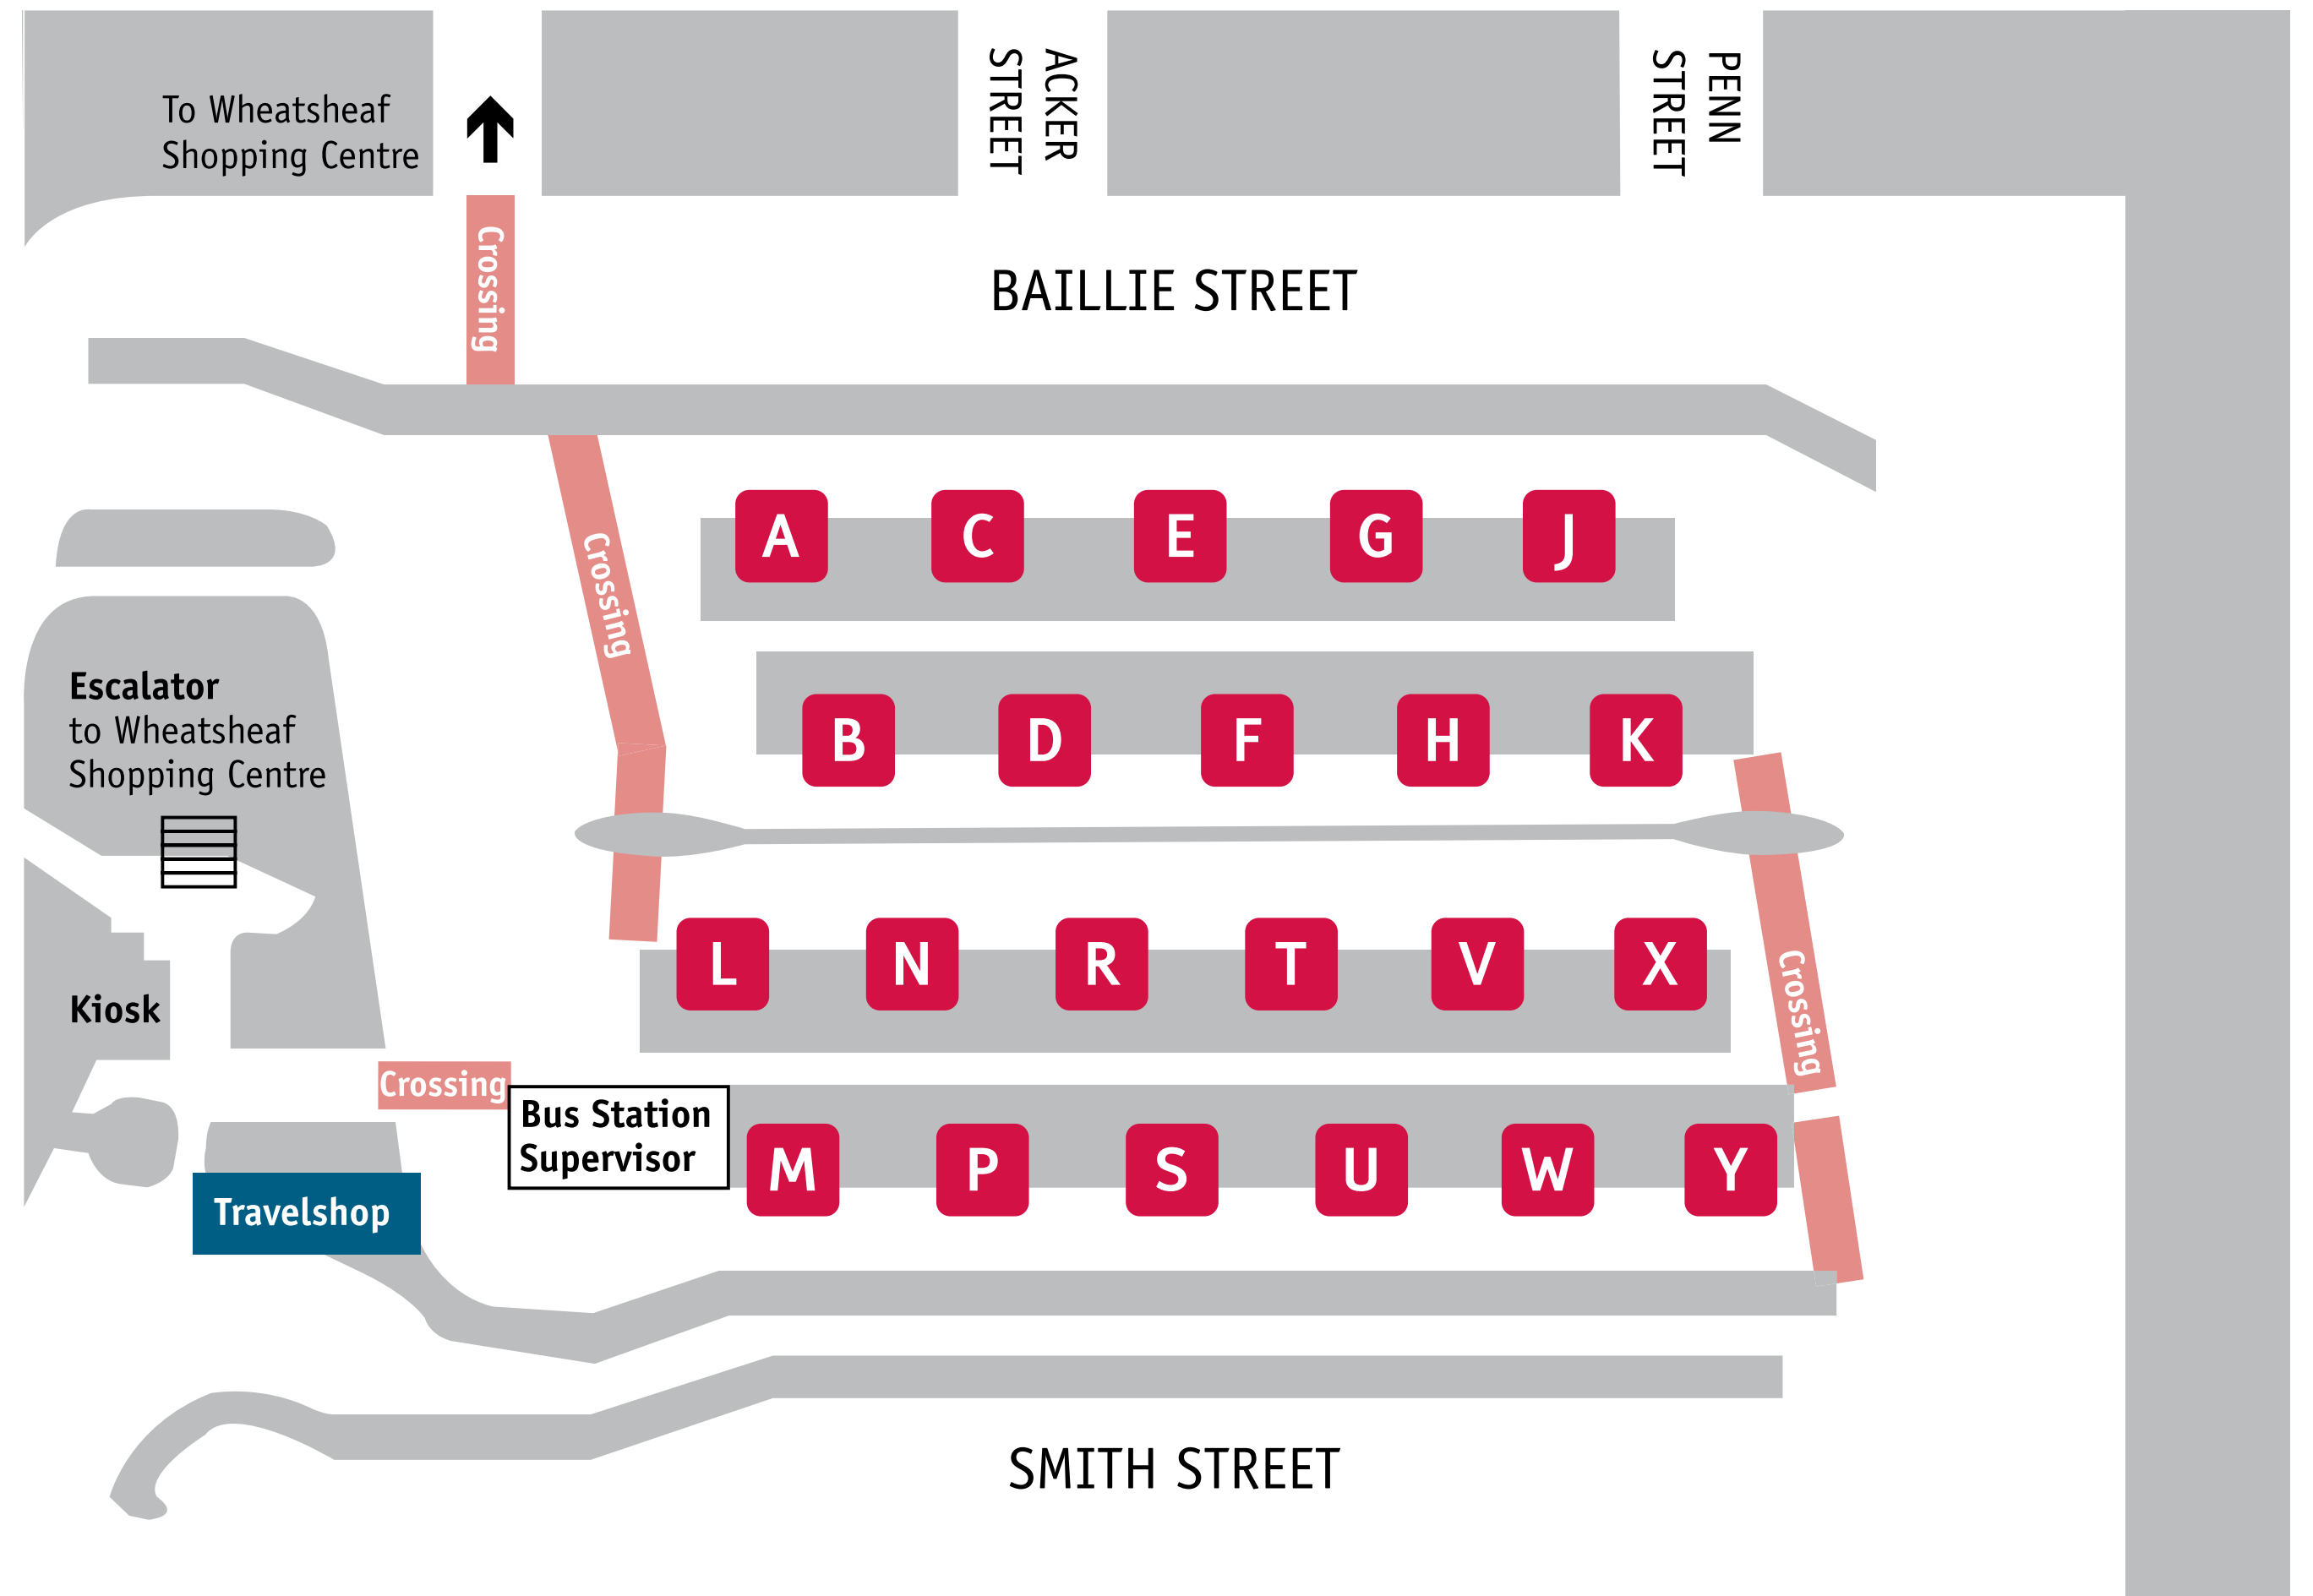 To Wheatsheaf
Shopping Centre
ACKER
STREET
PENN
STREET
Crossing
BAILLIE STREET
A
C
E
G
J
Crossing
Escalator
to Wheatsheaf
Shopping Centre
B
D
F
H
K
L
N
R
T
V
X
Crossing
Kiosk
Crossing
Bus Station
Supervisor
M
P
S
U
W
Y
Travelshop
SMITH STREET